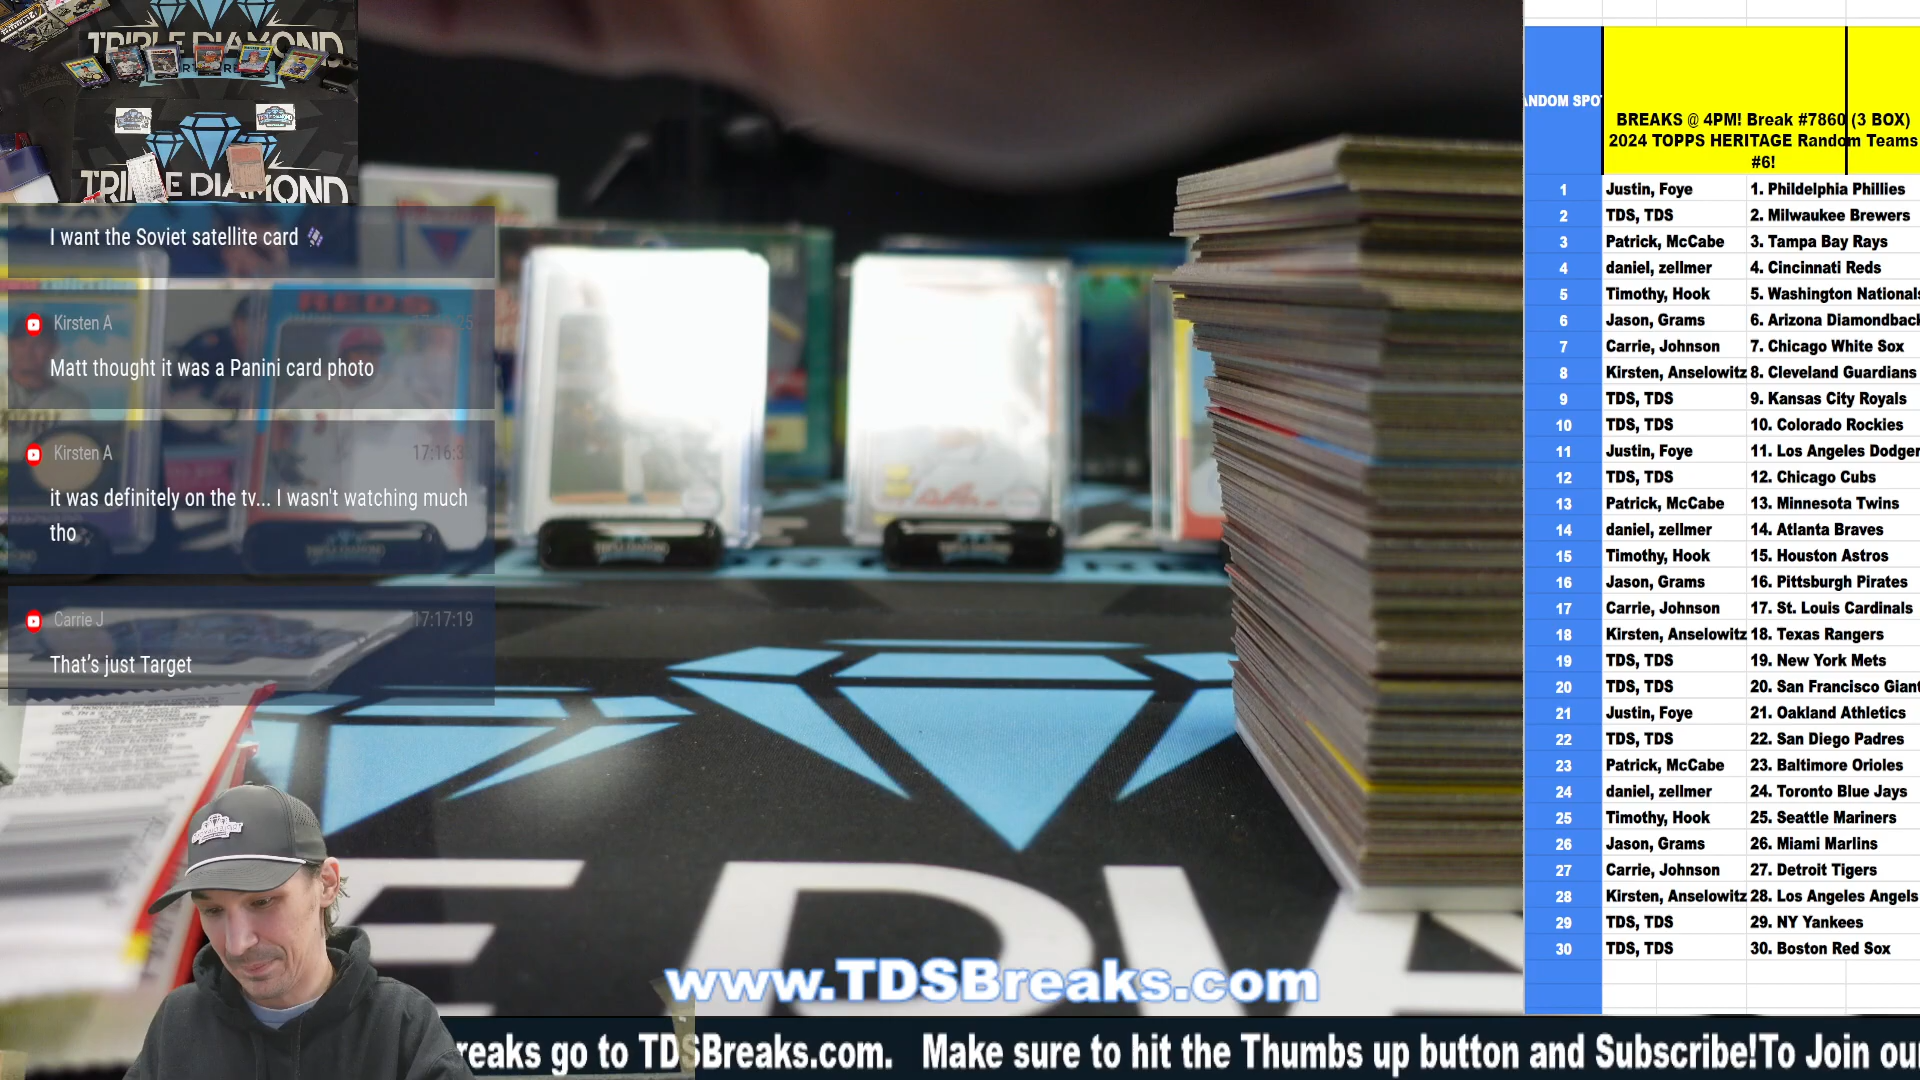 TRIPLE DIAMOND
TRIPLE DIAMOND
I want the Soviet satellite card
Kirsten A
Matt thought it was a Panini card photo
Kirsten A 17:16:3
it was definitely on the tv... I wasn't watching much
tho
Carrie J 17:17:19
That's just Target
REDS
E DIA
www.TDSBreaks.com
reaks go to TDSBreaks.com. Make sure to hit the Thumbs up button and Subscribe!To Join ou
ANDOM SPO
BREAKS @ 4PM! Break #7860 (3 BOX)
2024 TOPPS HERITAGE Random Teams
#6!
1 Justin, Foye 1. Phildelphia Phillies
2 TDS, TDS 2. Milwaukee Brewers
3 Patrick, McCabe 3. Tampa Bay Rays
4 daniel, zellmer 4. Cincinnati Reds
5 Timothy, Hook 5. Washington Nationals
6 Jason, Grams 6. Arizona Diamondback
7 Carrie, Johnson 7. Chicago White Sox
8 Kirsten, Anselowitz 8. Cleveland Guardians
9 TDS, TDS 9. Kansas City Royals
10 TDS, TDS 10. Colorado Rockies
11 Justin, Foye 11. Los Angeles Dodger
12 TDS, TDS 12. Chicago Cubs
13 Patrick, McCabe 13. Minnesota Twins
14 daniel, zellmer 14. Atlanta Braves
15 Timothy, Hook 15. Houston Astros
16 Jason, Grams 16. Pittsburgh Pirates
17 Carrie, Johnson 17. St. Louis Cardinals
18 Kirsten, Anselowitz 18. Texas Rangers
19 TDS, TDS 19. New York Mets
20 TDS, TDS 20. San Francisco Giant
21 Justin, Foye 21. Oakland Athletics
22 TDS, TDS 22. San Diego Padres
23 Patrick, McCabe 23. Baltimore Orioles
24 daniel, zellmer 24. Toronto Blue Jays
25 Timothy, Hook 25. Seattle Mariners
26 Jason, Grams 26. Miami Marlins
27 Carrie, Johnson 27. Detroit Tigers
28 Kirsten, Anselowitz 28. Los Angeles Angels
29 TDS, TDS 29. NY Yankees
30 TDS, TDS 30. Boston Red Sox